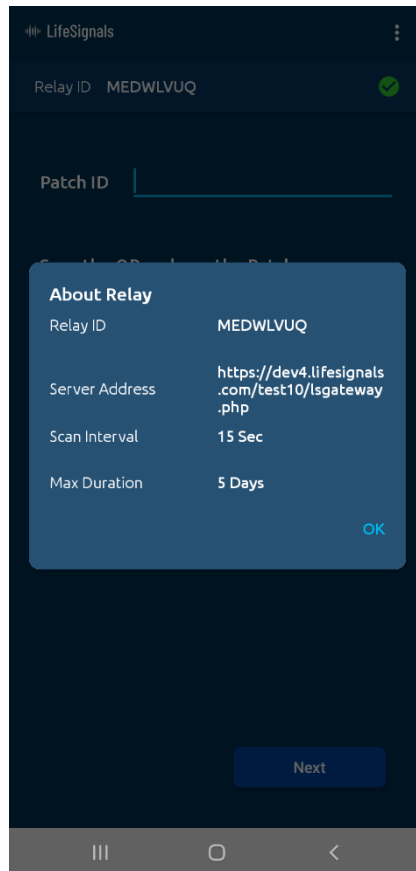 LifeSignals
Relay ID MEDWLVUQ
Patch ID
About Relay
Relay ID MEDWLVUQ
Server Address https://dev4.lifesignals
.com/test10/lsgateway
.php
Scan Interval 15 Sec
Max Duration 5 Days
OK
Next